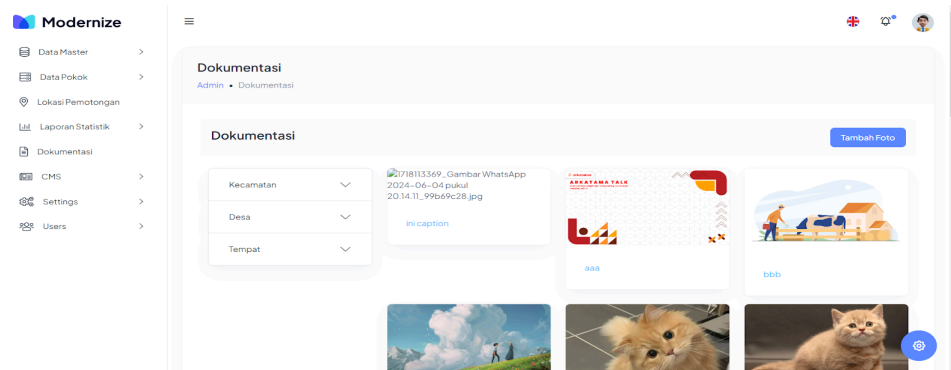 Modernize
Data Master
Data Pokok
Lokasi Pemotongan
Laporan Statistik
Dokumentasi
CMS
Settings
Users
Dokumentasi
Admin • Dokumentasi
Dokumentasi
Tambah Foto
Kecamatan
Desa
Tempat
1718113369_Gambar WhatsApp
2024-06-04 pukul
20.14.11_99b69c28.jpg
ini caption
ARKATAMA TALK
aaa
bbb